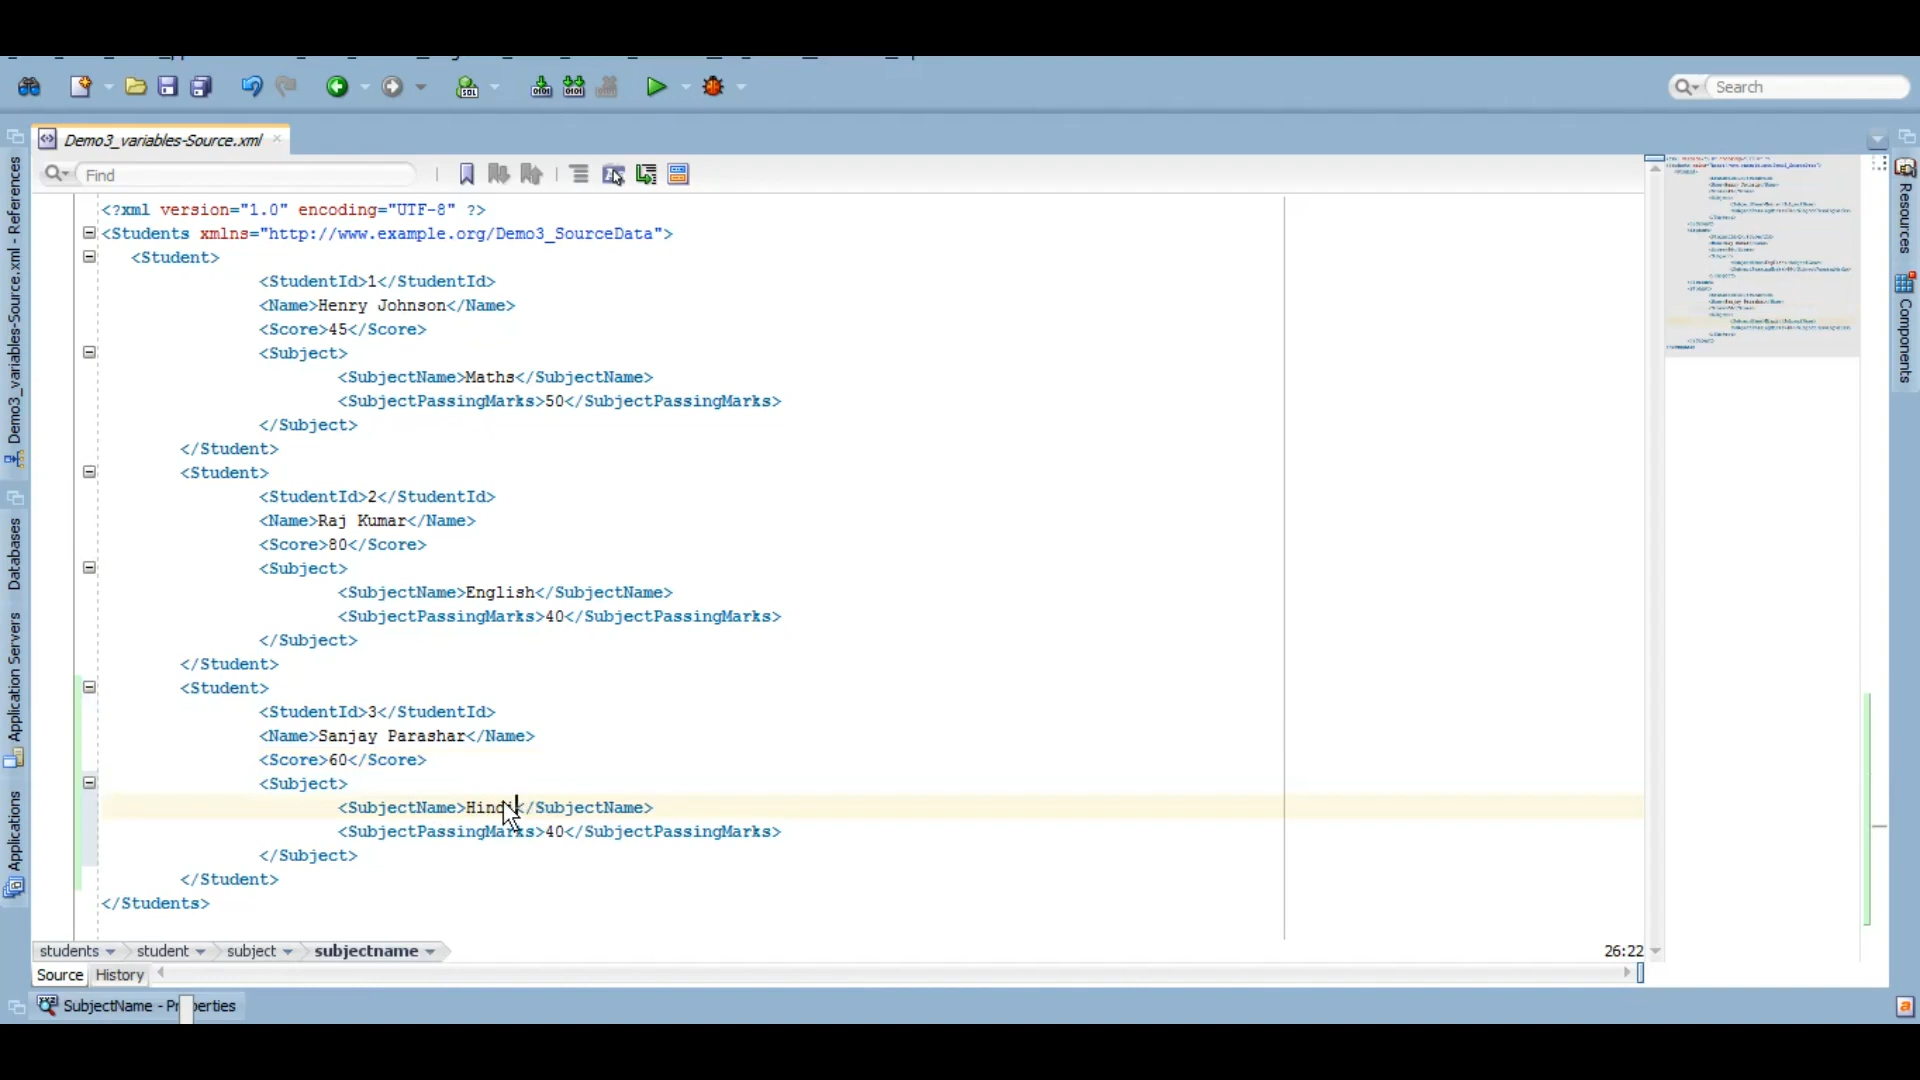 Search
Demo3_variables-Source.xml
Find
<?xml version="1.0" encoding="UTF-8" ?>
<Students xmlns="http://www.example.org/Demo3_SourceData">
<Student>
<StudentId>1</StudentId>
<Name>Henry Johnson</Name>
<Score>45</Score>
<Subject>
<SubjectName>Maths</SubjectName>
<SubjectPassingMarks>50</SubjectPassingMarks>
</Subject>
</Student>
<Student>
<StudentId>2</StudentId>
<Name>Raj Kumar</Name>
<Score>80</Score>
<Subject>
<SubjectName>English</SubjectName>
<SubjectPassingMarks>40</SubjectPassingMarks>
</Subject>
</Student>
<Student>
<StudentId>3</StudentId>
<Name>Sanjay Parashar</Name>
<Score>60</Score>
<Subject>
<SubjectName>Hindi</SubjectName>
<SubjectPassingMarks>40</SubjectPassingMarks>
</Subject>
</Student>
</Students>
students student subject subjectname
26:22
Source History
SubjectName - Properties
Demo3_variables-Source.xml - References
Databases
Application Servers
Applications
Resources
Components